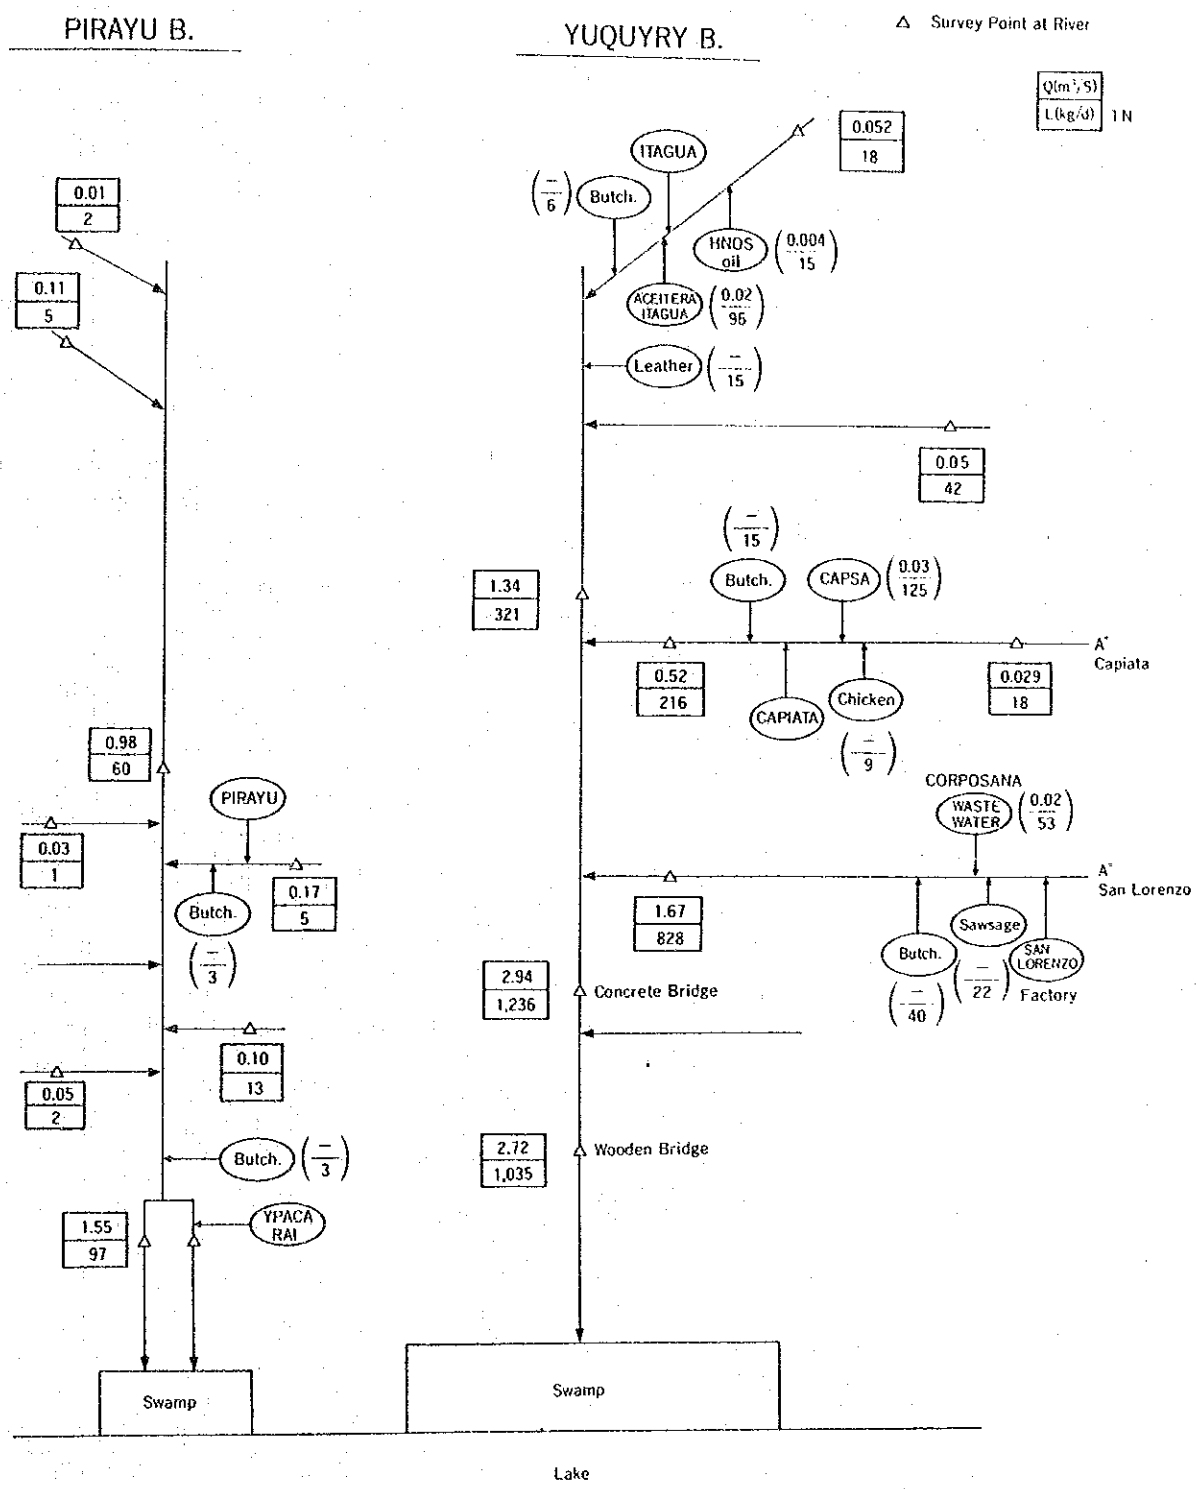 PIRAYU B.
YUQUYRY B.
△ Survey Point at River
Q(m³/S)
L(kg/d) TN
0.052
18
ITAGUA
Butch. (—/6)
HNOS
oil (0.004/15)
ACEITERA
ITAGUA (0.02/96)
Leather (—/15)
0.05
42
1.34
321
(—/15)
Butch.
CAPSA (0.03/125)
A°
Capiata
0.52
216
CAPIATA
Chicken
(—/9)
0.029
18
CORPOSANA
WASTE
WATER (0.02/53)
A°
San Lorenzo
1.67
828
Butch.
(—/40)
Sawsage
(—/22)
SAN
LORENZO
Factory
2.94
1,236
Concrete Bridge
2.72
1,035
Wooden Bridge
Swamp
0.01
2
0.11
5
0.98
60
PIRAYU
0.03
1
Butch.
(—/3)
0.17
5
0.10
13
0.05
2
Butch. (—/3)
1.55
97
YPACA
RAI
Swamp
Lake